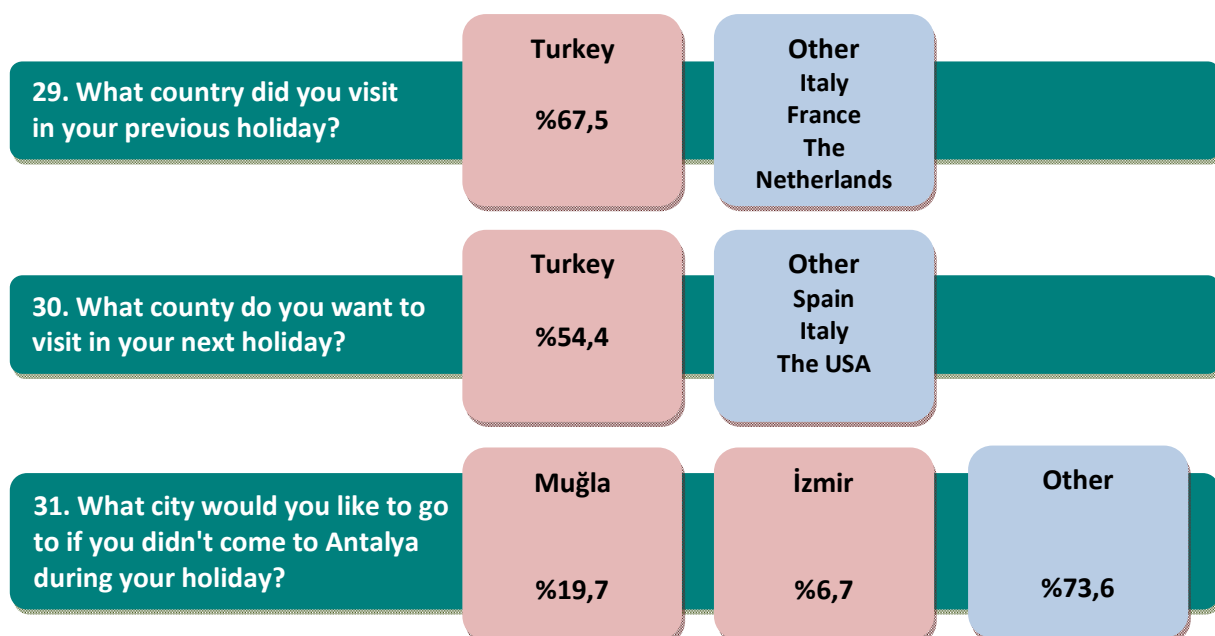 29. What country did you visit
in your previous holiday?
Turkey
%67,5
Other
Italy
France
The
Netherlands
30. What county do you want to
visit in your next holiday?
Turkey
%54,4
Other
Spain
Italy
The USA
31. What city would you like to go
to if you didn't come to Antalya
during your holiday?
Muğla
%19,7
İzmir
%6,7
Other
%73,6